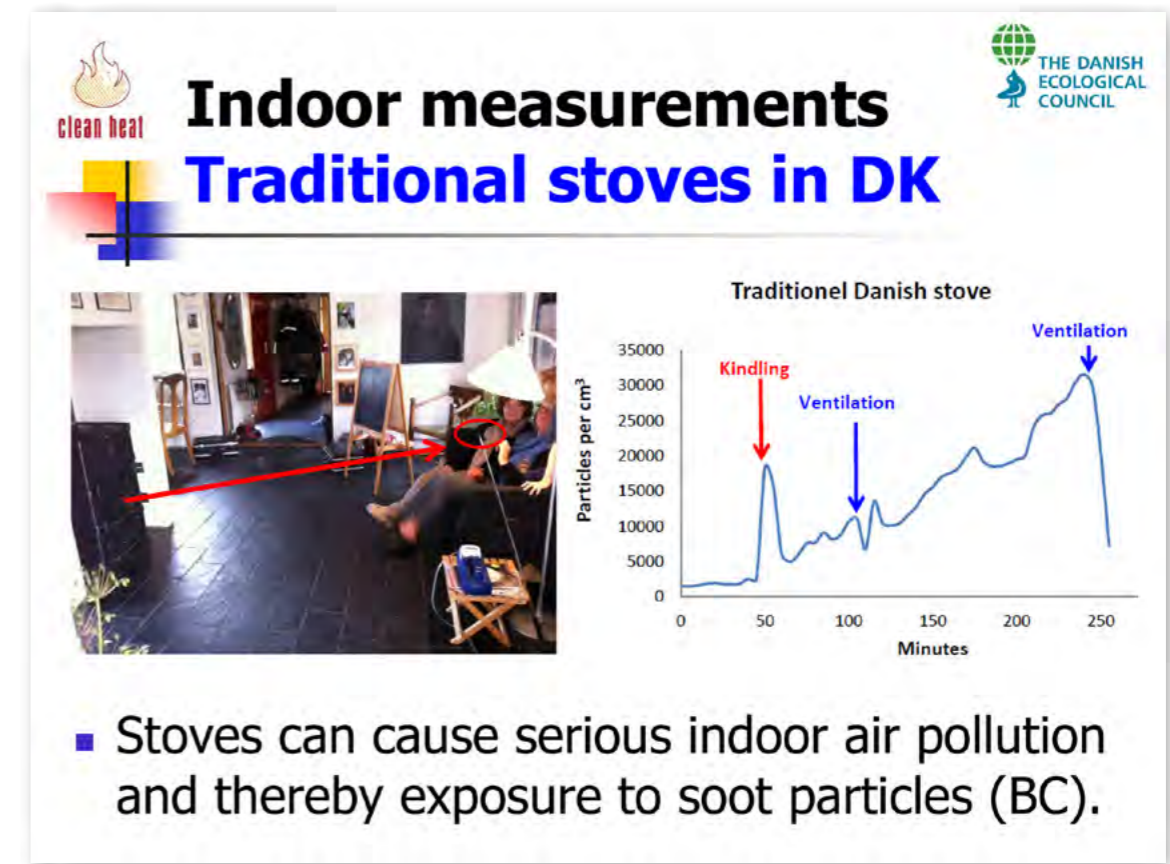 clean heat
THE DANISH
ECOLOGICAL
COUNCIL
Indoor measurements
Traditional stoves in DK
Traditionel Danish stove
Ventilation
Kindling
Ventilation
Particles per cm³
35000
30000
25000
20000
15000
10000
5000
0
0 50 100 150 200 250
Minutes
Stoves can cause serious indoor air pollution
and thereby exposure to soot particles (BC).